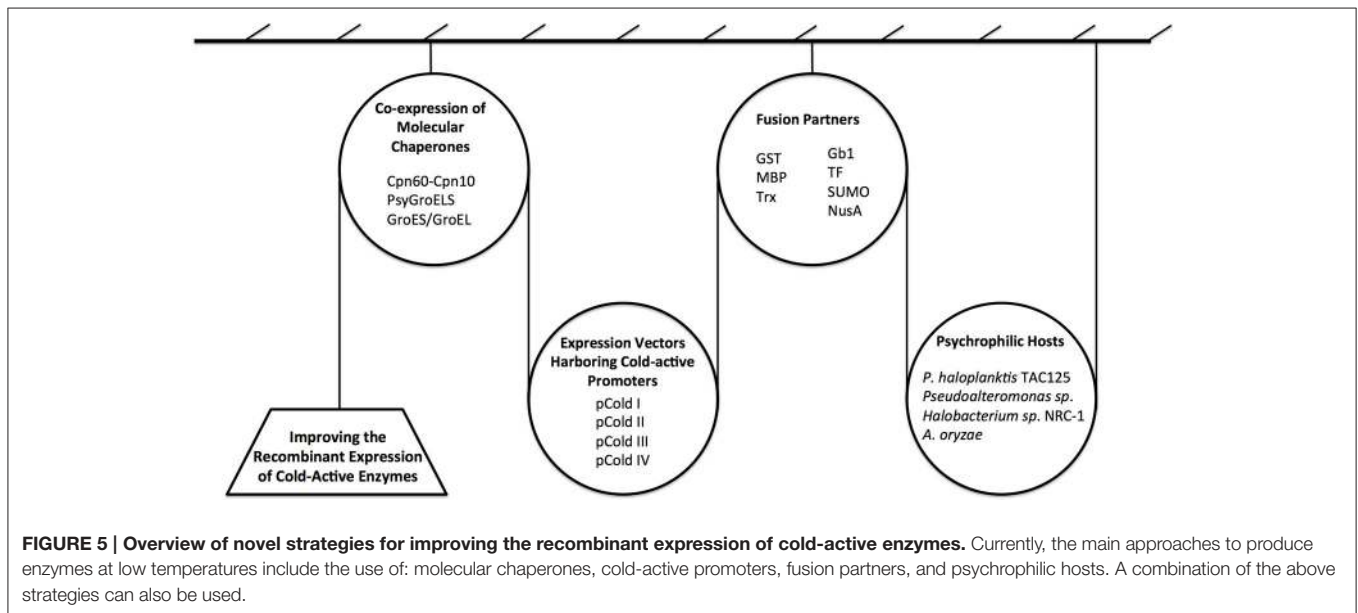 Co-expression of
Molecular
Chaperones
Cpn60-Cpn10
PsyGroELS
GroES/GroEL
Fusion Partners
GST
MBP
Trx
Gb1
TF
SUMO
NusA
Expression Vectors
Harboring Cold-active
Promoters
pCold I
pCold II
pCold III
pCold IV
Psychrophilic Hosts
P. haloplanktis TAC125
Pseudoalteromonas sp.
Halobacterium sp. NRC-1
A. oryzae
Improving the
Recombinant Expression
of Cold-Active Enzymes
FIGURE 5 | Overview of novel strategies for improving the recombinant expression of cold-active enzymes. Currently, the main approaches to produce
enzymes at low temperatures include the use of: molecular chaperones, cold-active promoters, fusion partners, and psychrophilic hosts. A combination of the above
strategies can also be used.